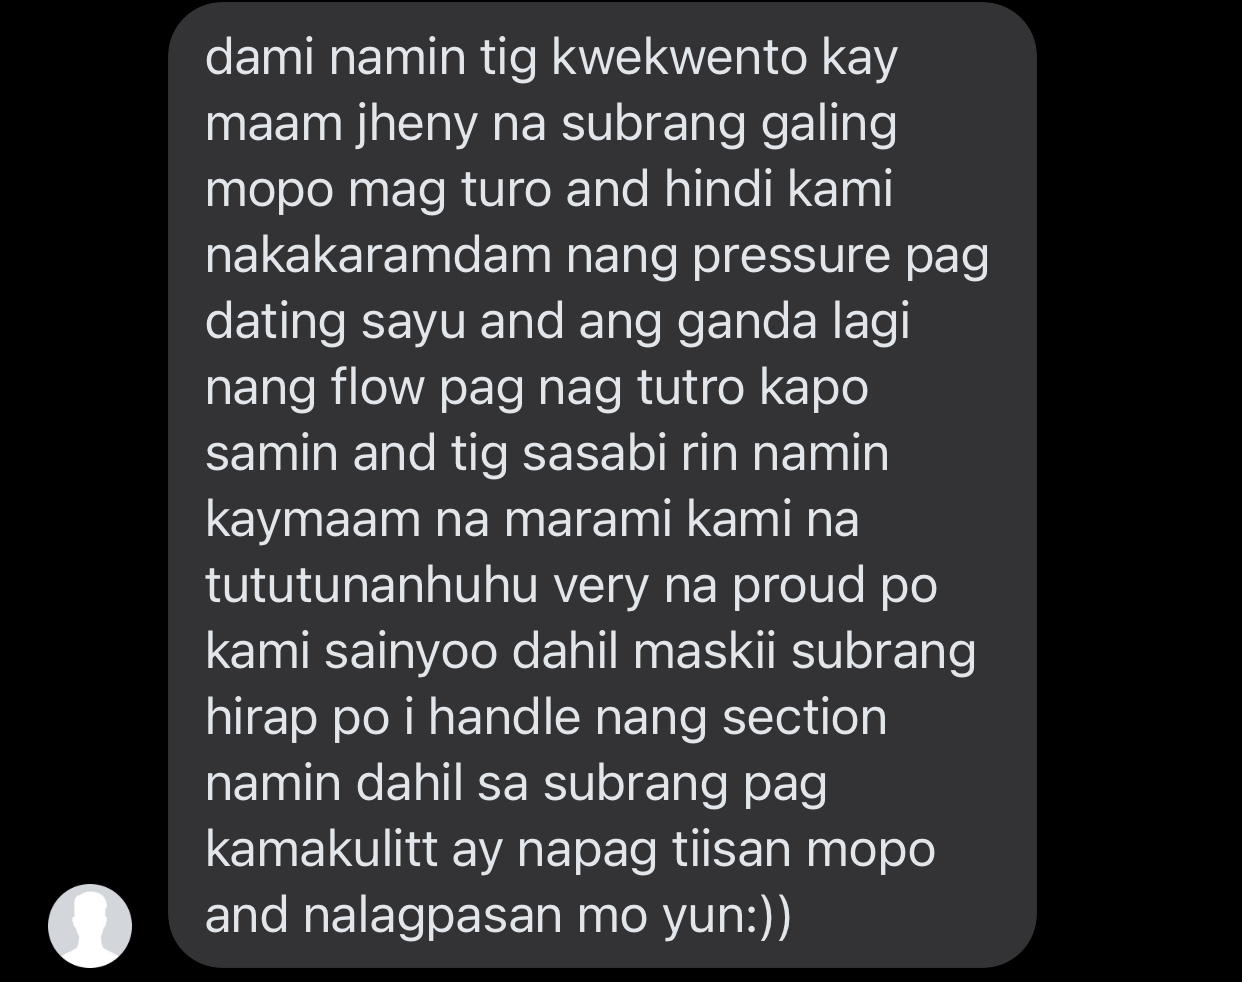 dami namin tig kwekwento kay
maam jheny na subrang galing
mopo mag turo and hindi kami
nakakaramdam nang pressure pag
dating sayu and ang ganda lagi
nang flow pag nag tutro kapo
samin and tig sasabi rin namin
kaymaam na marami kami na
tututunanhuhu very na proud po
kami sainyoo dahil maskii subrang
hirap po i handle nang section
namin dahil sa subrang pag
kamakulitt ay napag tiisan mopo
and nalagpasan mo yun:))